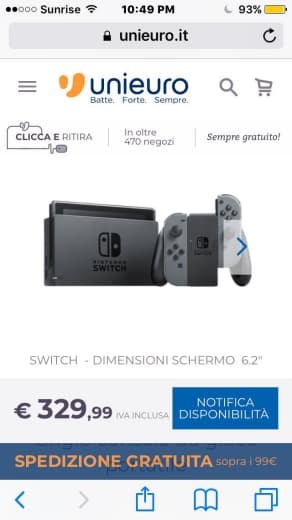 Sunrise 10:49 PM 93%
unieuro.it
unieuro
Batte. Forte. Sempre.
CLICCA E RITIRA
In oltre
470 negozi
Sempre gratuito!
NINTENDO
SWITCH
SWITCH - DIMENSIONI SCHERMO 6.2"
€ 329,99 IVA INCLUSA
NOTIFICA
DISPONIBILITÀ
SPEDIZIONE GRATUITA sopra i 99€